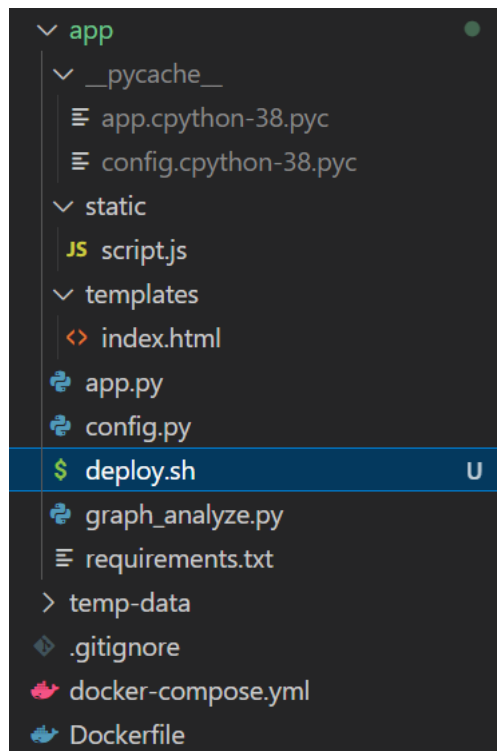 app
__pycache__
app.cpython-38.pyc
config.cpython-38.pyc
static
JS script.js
templates
<> index.html
app.py
config.py
$ deploy.sh U
graph_analyze.py
requirements.txt
temp-data
.gitignore
docker-compose.yml
Dockerfile